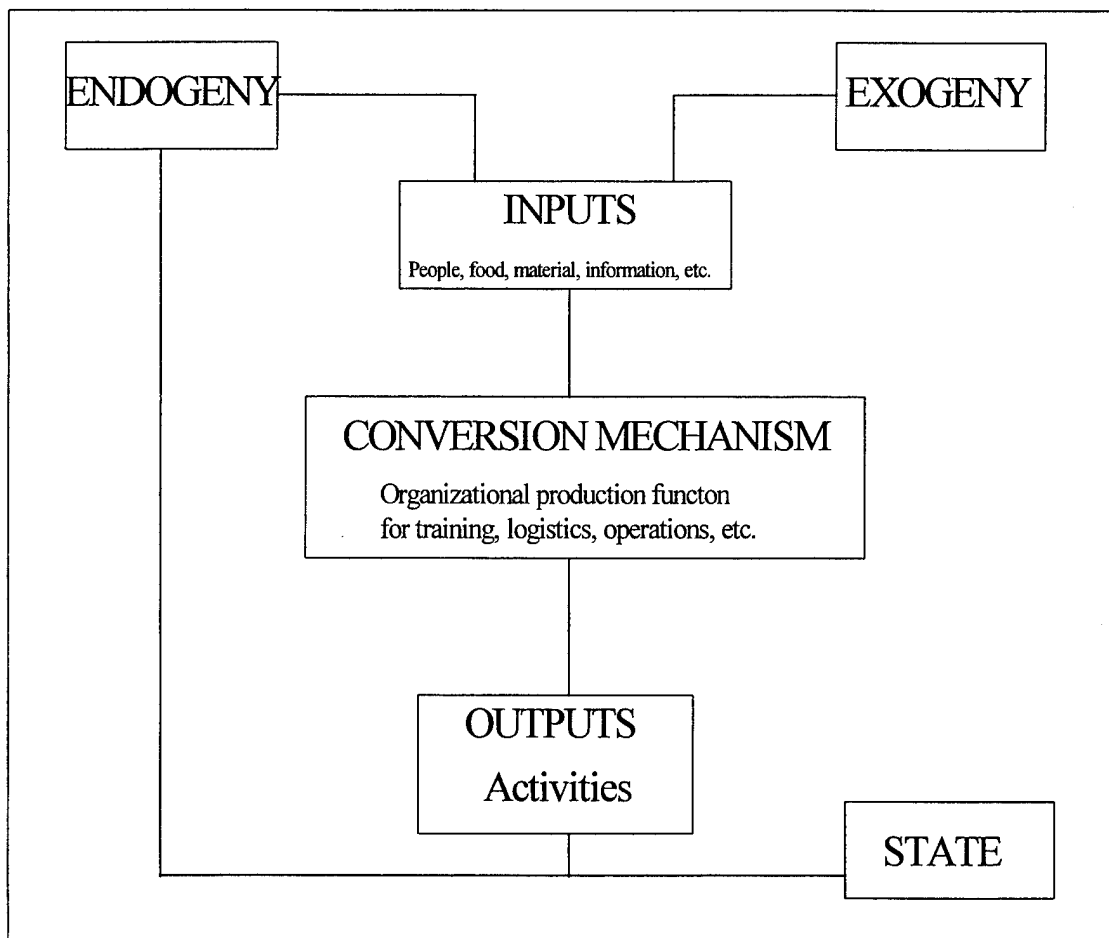 ENDOGENY
EXOGENY
INPUTS
People, food, material, information, etc.
CONVERSION MECHANISM
Organizational production functon
for training, logistics, operations, etc.
OUTPUTS
Activities
STATE